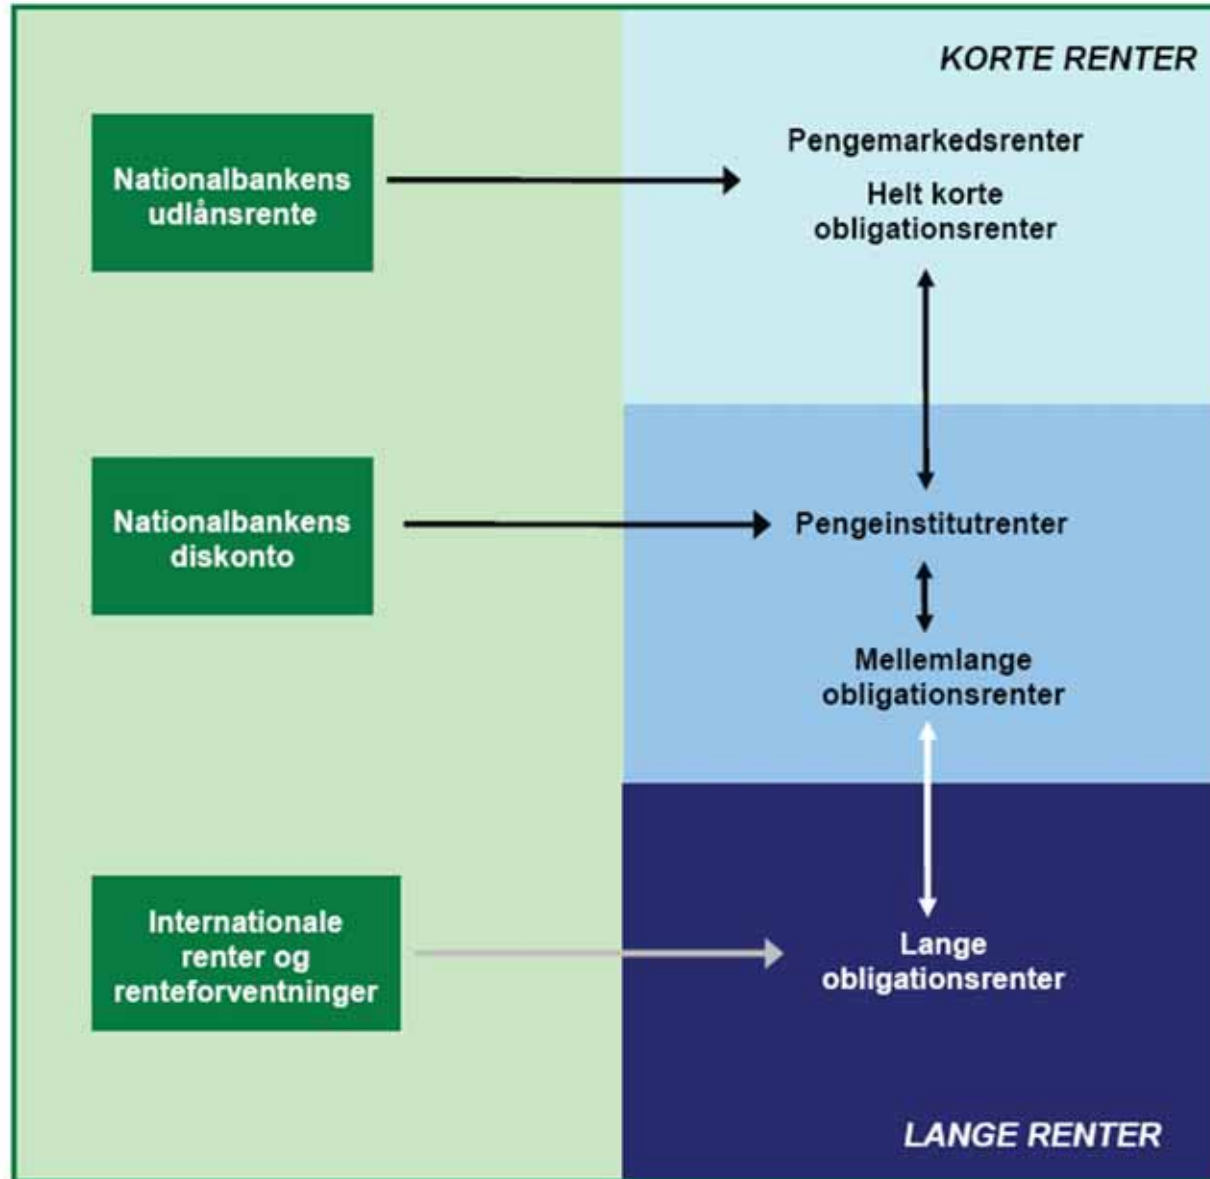 KORTE RENTER
Nationalbankens
udlånsrente
Pengemarkedsrenter
Helt korte
obligationsrenter
Nationalbankens
diskonto
Pengeinstitutrenter
Mellemlange
obligationsrenter
Internationale
renter og
renteforventninger
Lange
obligationsrenter
LANGE RENTER